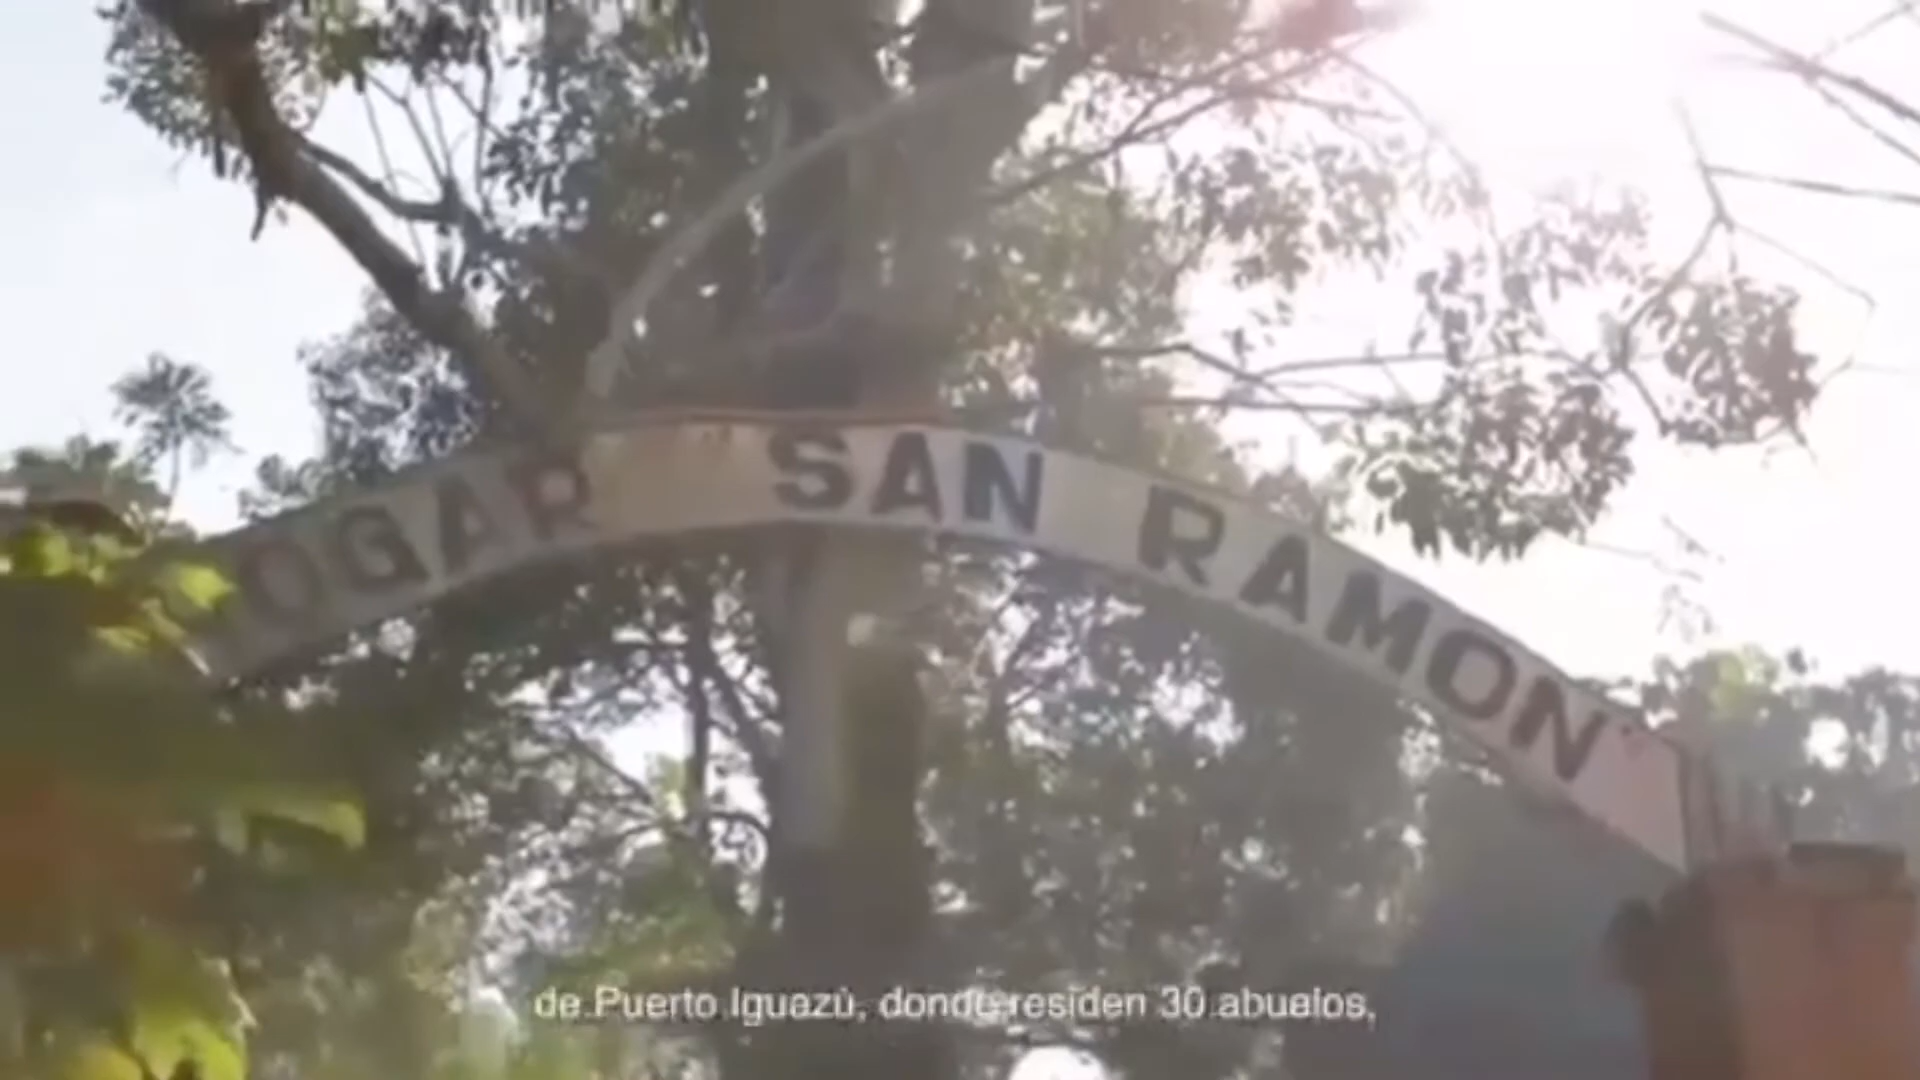 OGAR "SAN RAMON"
de Puerto Iguazú, donde residen 30 abuelos,